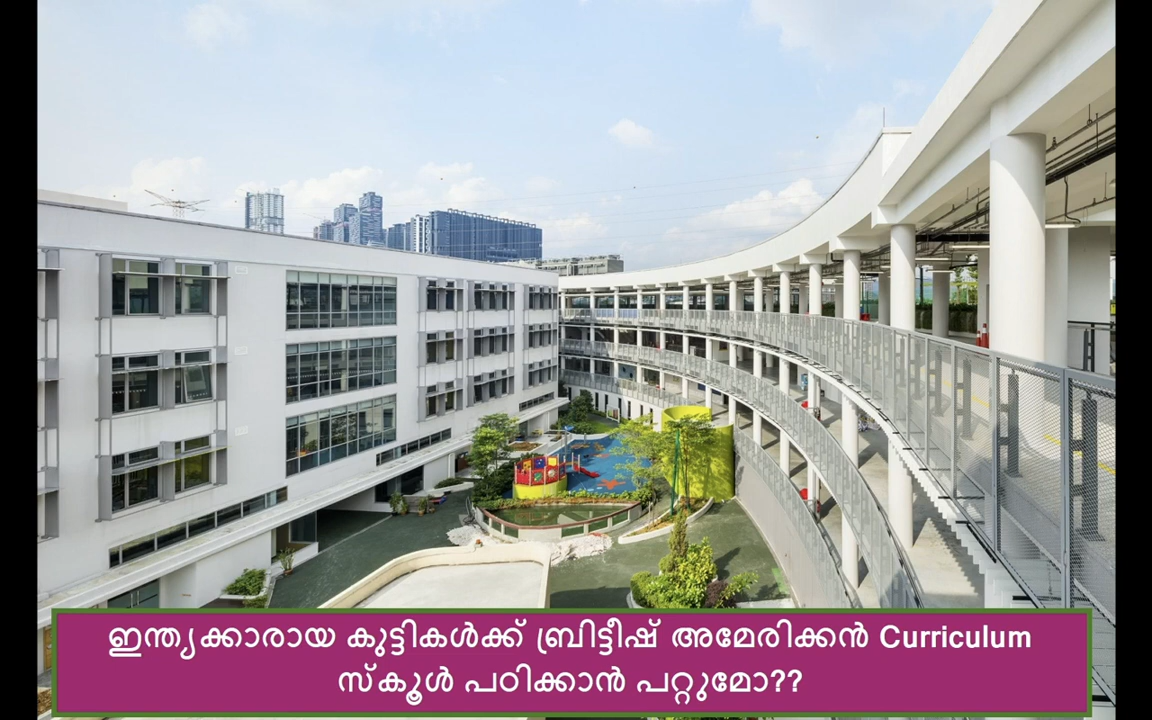 ഇന്ത്യക്കാരായ കുട്ടികൾക്ക് ബ്രിട്ടീഷ് അമേരിക്കൻ Curriculum
സ്കൂൾ പഠിക്കാൻ പറ്റുമോ??